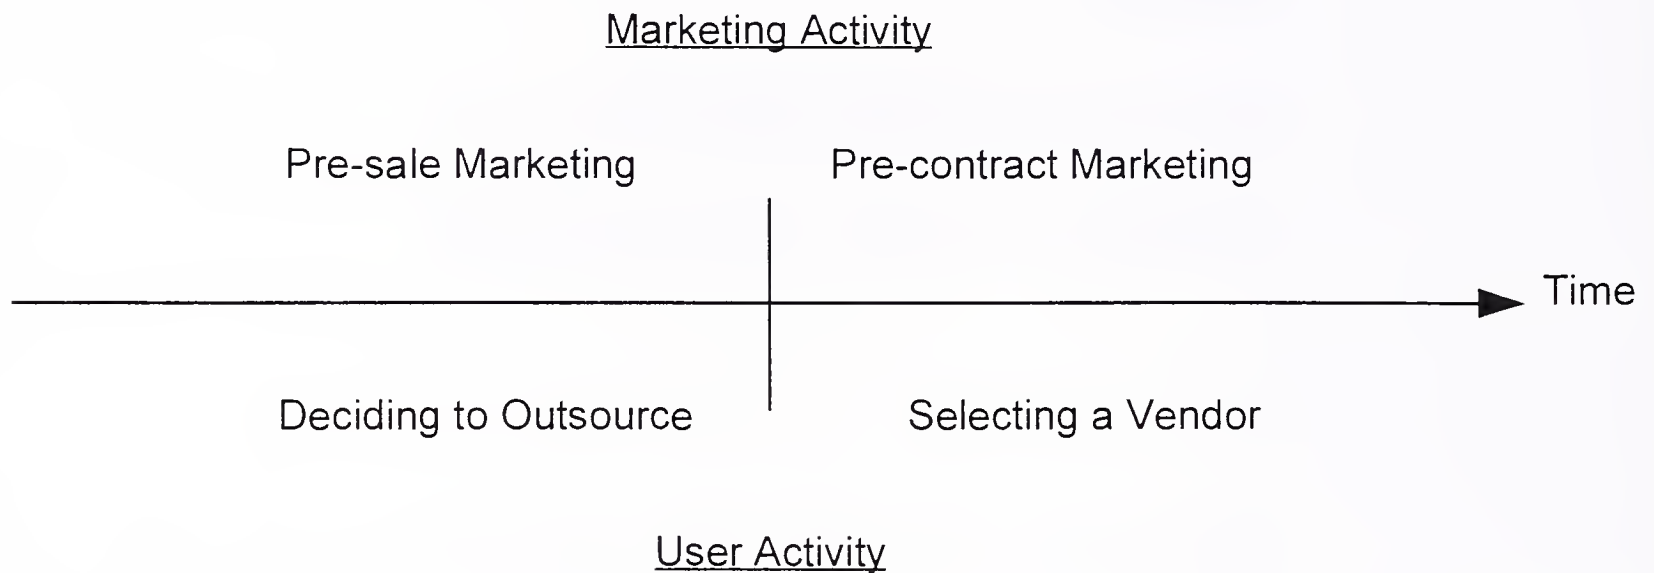 Marketing Activity
Pre-sale Marketing
Pre-contract Marketing
Time
Deciding to Outsource
Selecting a Vendor
User Activity